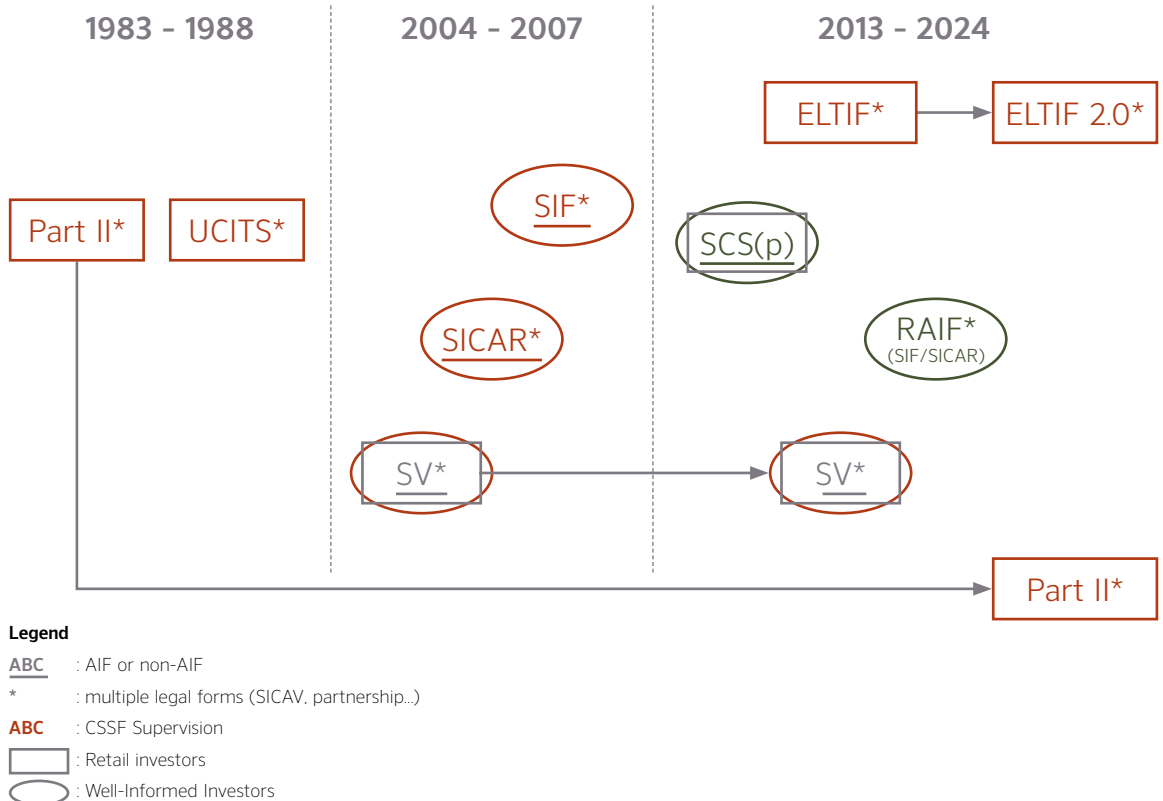 1983 - 1988
2004 - 2007
2013 - 2024
ELTIF*
ELTIF 2.0*
Part II*
UCITS*
SIF*
SCS(p)
SICAR*
RAIF*
(SIF/SICAR)
SV*
SV*
Part II*
Legend
ABC : AIF or non-AIF
* : multiple legal forms (SICAV, partnership...)
ABC : CSSF Supervision
: Retail investors
: Well-Informed Investors